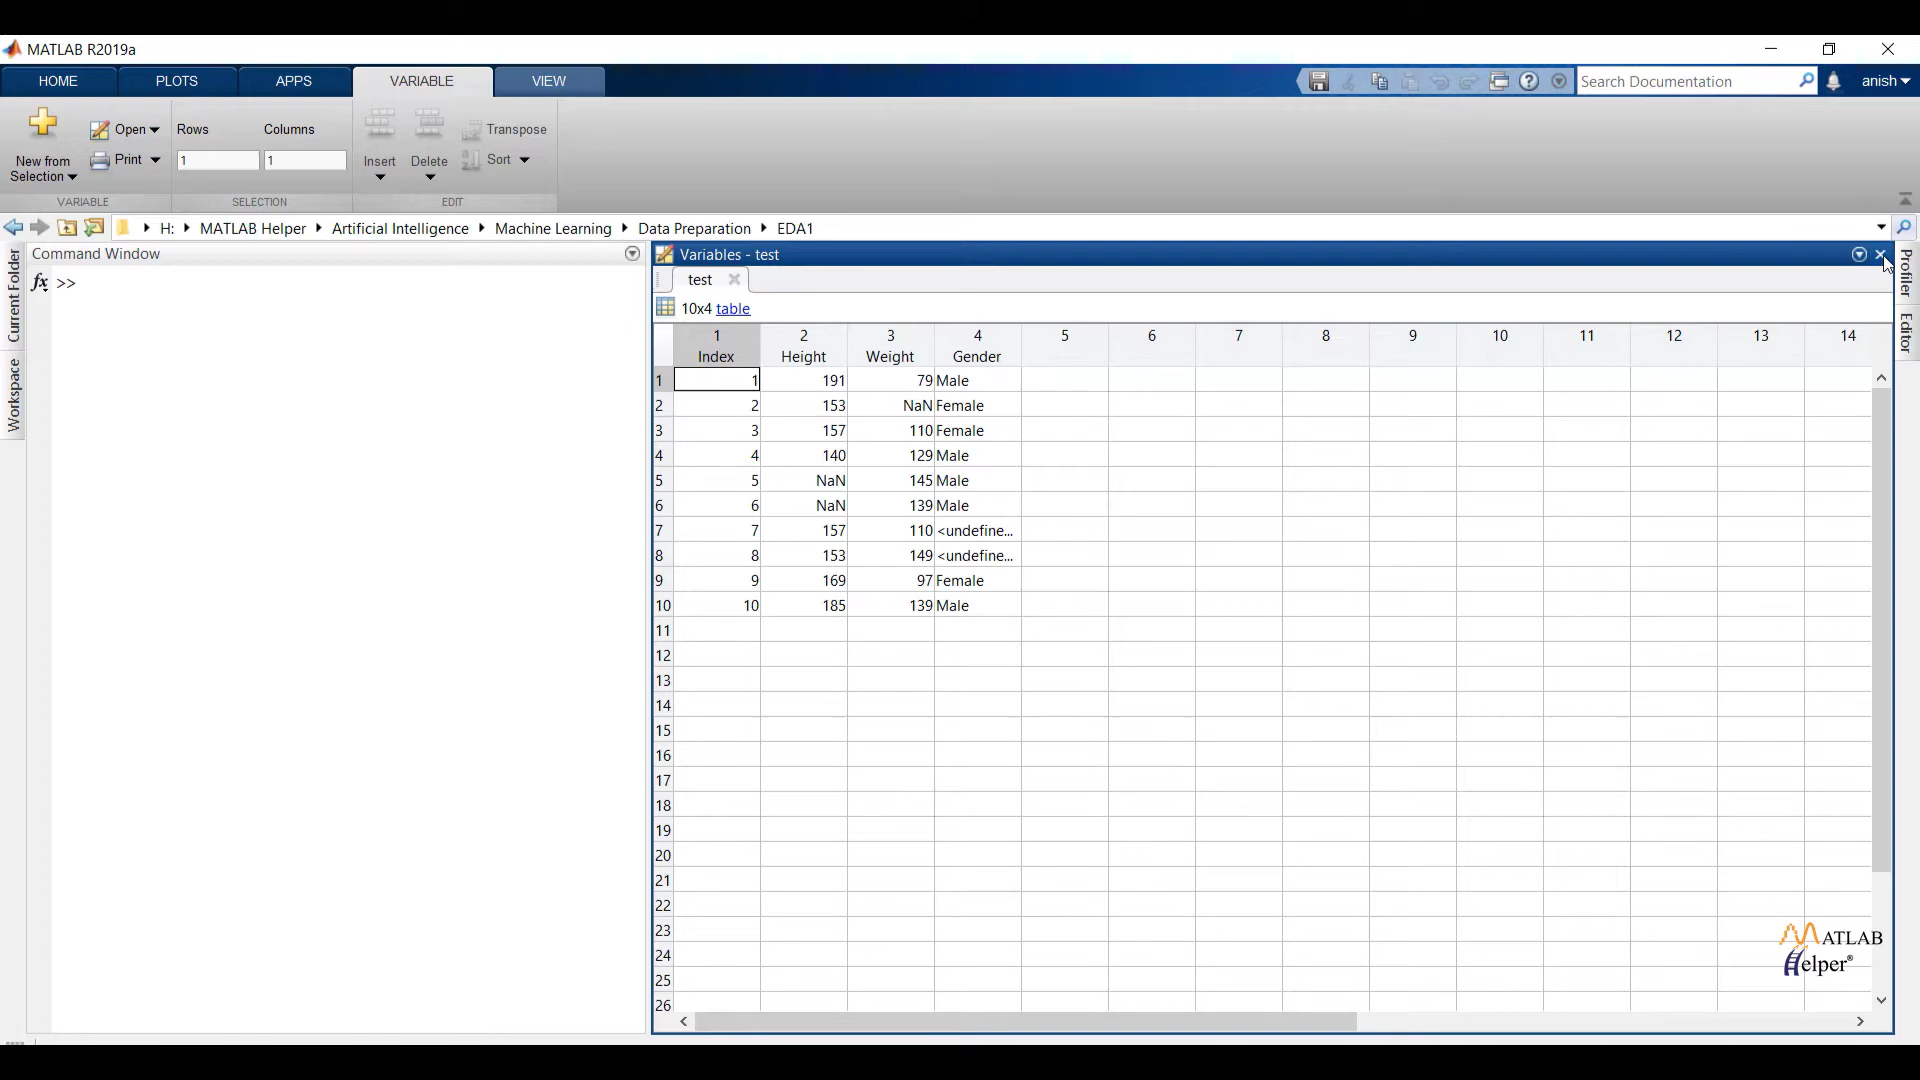 MATLAB R2019a
HOME PLOTS APPS VARIABLE VIEW Search Documentation anish
New from Selection Open Print Rows Columns 1 1 Insert Delete Transpose Sort
VARIABLE SELECTION EDIT
H: MATLAB Helper Artificial Intelligence Machine Learning Data Preparation EDA1
Current Folder
Workspace
Command Window
fx >>
Variables - test
test
10x4 table
1 2 3 4 5 6 7 8 9 10 11 12 13 14
Index Height Weight Gender
1 1 191 79 Male
2 2 153 NaN Female
3 3 157 110 Female
4 4 140 129 Male
5 5 NaN 145 Male
6 6 NaN 139 Male
7 7 157 110 <undefine...
8 8 153 149 <undefine...
9 9 169 97 Female
10 10 185 139 Male
11
12
13
14
15
16
17
18
19
20
21
22
23
24
25
26
Profiler
Editor
MATLAB
Helper®